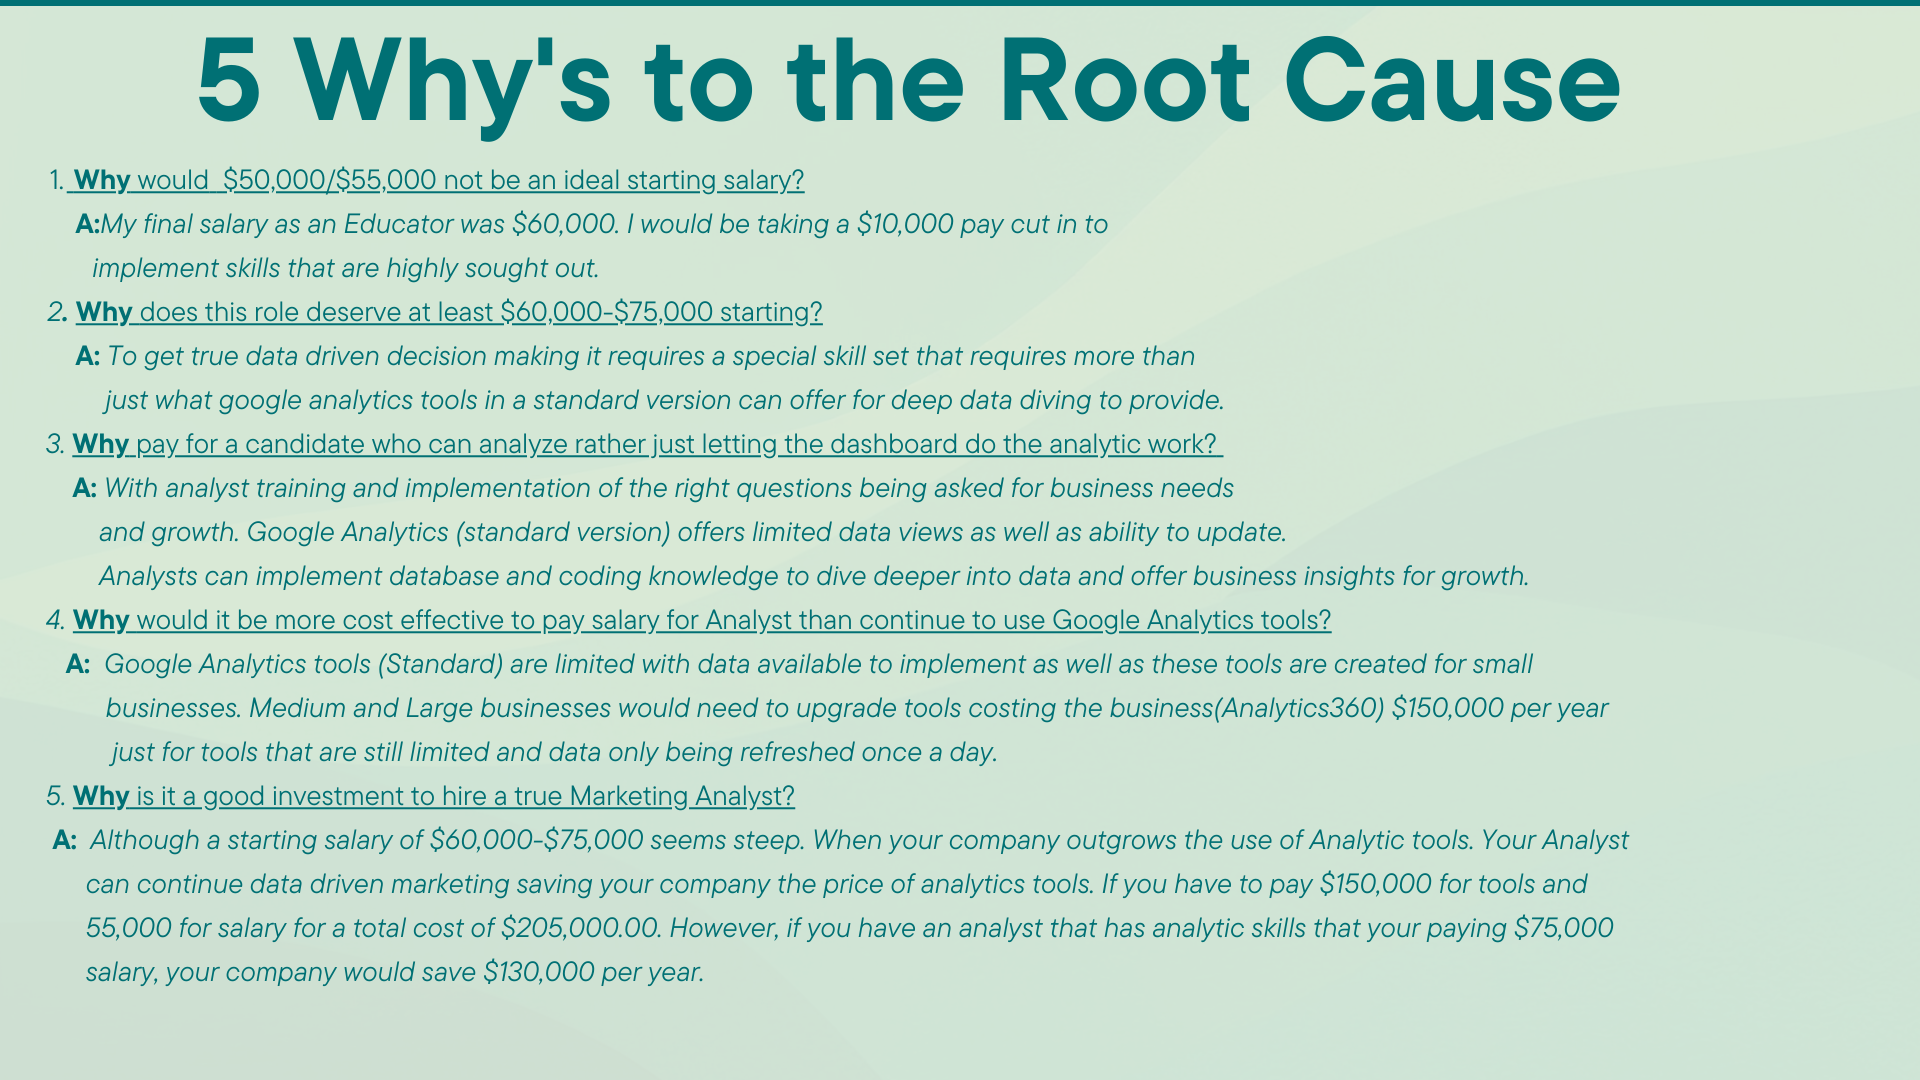 5 Why's to the Root Cause
1. Why would $50,000/$55,000 not be an ideal starting salary?
A:My final salary as an Educator was $60,000. I would be taking a $10,000 pay cut in to
implement skills that are highly sought out.
2. Why does this role deserve at least $60,000-$75,000 starting?
A: To get true data driven decision making it requires a special skill set that requires more than
just what google analytics tools in a standard version can offer for deep data diving to provide.
3. Why pay for a candidate who can analyze rather just letting the dashboard do the analytic work?
A: With analyst training and implementation of the right questions being asked for business needs
and growth. Google Analytics (standard version) offers limited data views as well as ability to update.
Analysts can implement database and coding knowledge to dive deeper into data and offer business insights for growth.
4. Why would it be more cost effective to pay salary for Analyst than continue to use Google Analytics tools?
A: Google Analytics tools (Standard) are limited with data available to implement as well as these tools are created for small
businesses. Medium and Large businesses would need to upgrade tools costing the business(Analytics360) $150,000 per year
just for tools that are still limited and data only being refreshed once a day.
5. Why is it a good investment to hire a true Marketing Analyst?
A: Although a starting salary of $60,000-$75,000 seems steep. When your company outgrows the use of Analytic tools. Your Analyst
can continue data driven marketing saving your company the price of analytics tools. If you have to pay $150,000 for tools and
55,000 for salary for a total cost of $205,000.00. However, if you have an analyst that has analytic skills that your paying $75,000
salary, your company would save $130,000 per year.